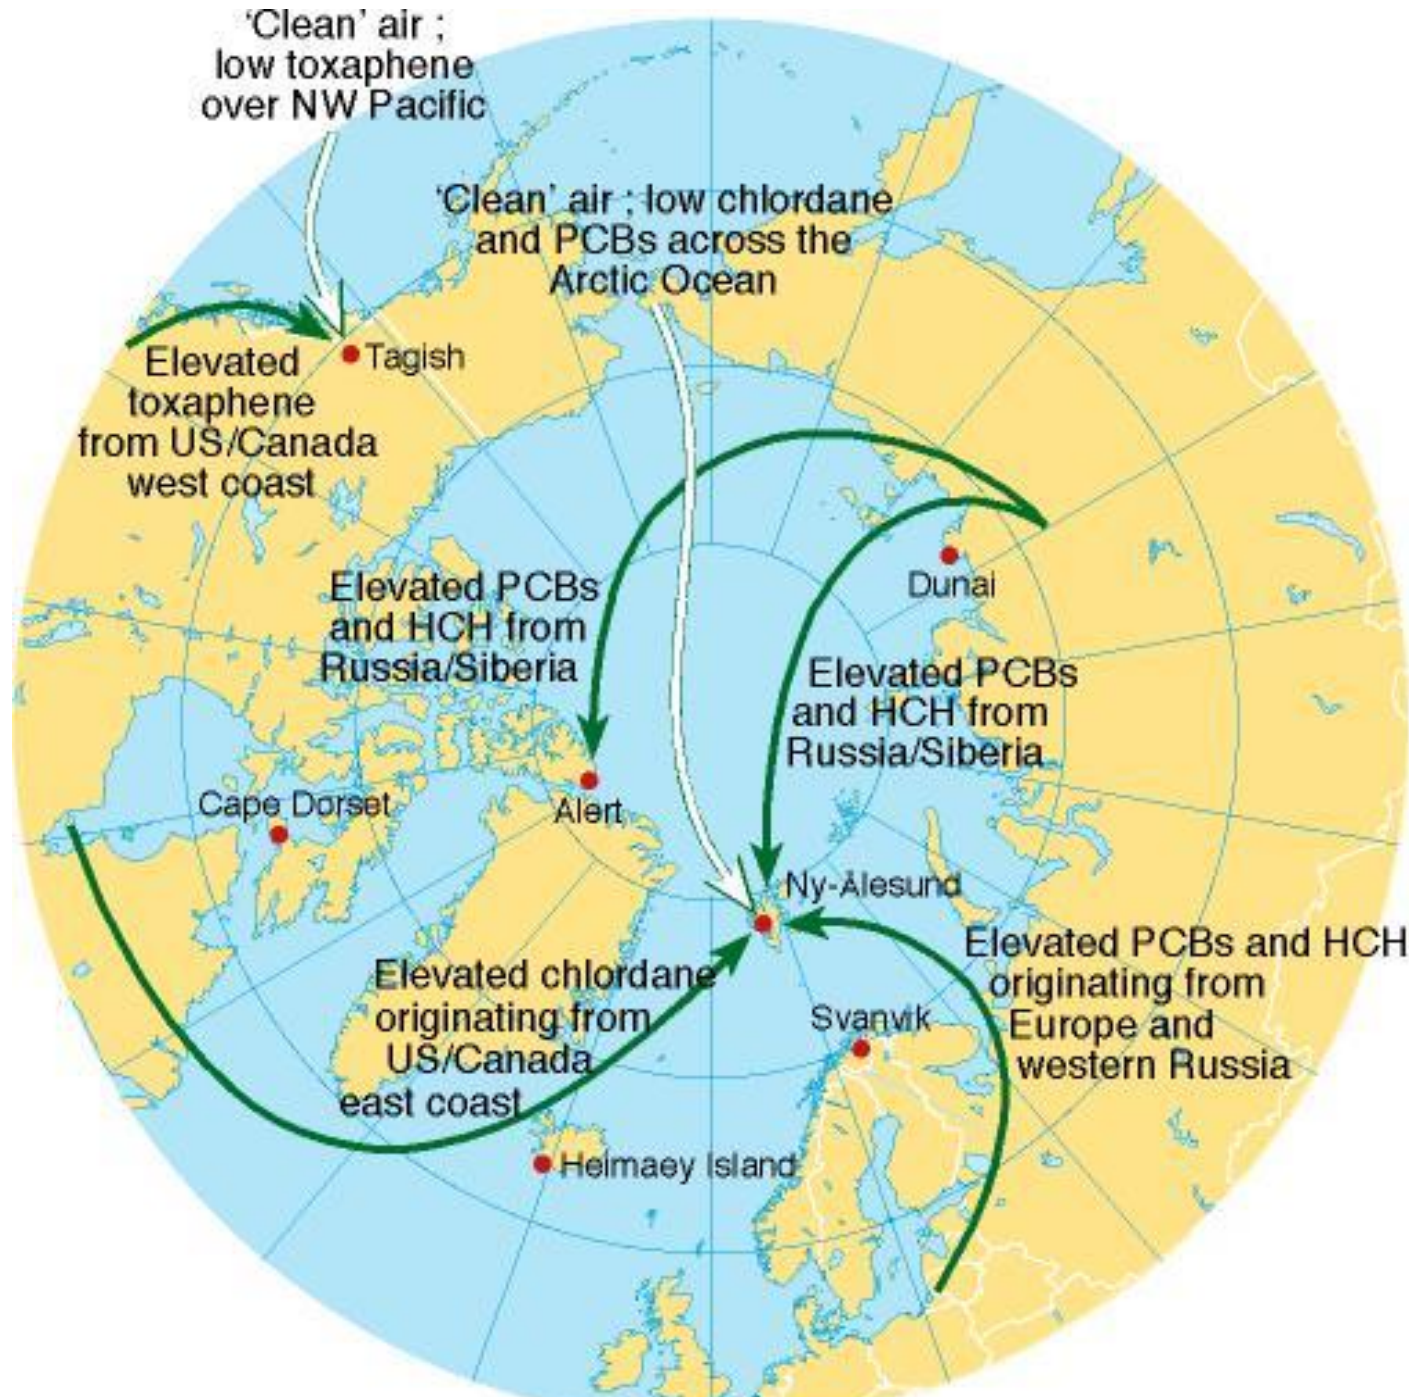 ‘Clean’ air ;
low toxaphene
over NW Pacific
‘Clean’ air ; low chlordane
and PCBs across the
Arctic Ocean
Elevated
toxaphene
from US/Canada
west coast
Tagish
Elevated PCBs
and HCH from
Russia/Siberia
Dunai
Elevated PCBs
and HCH from
Russia/Siberia
Cape Dorset
Alert
Ny-Ålesund
Elevated PCBs and HCH
originating from
Europe and
western Russia
Elevated chlordane
originating from
US/Canada
east coast
Svanvik
Heimaey Island